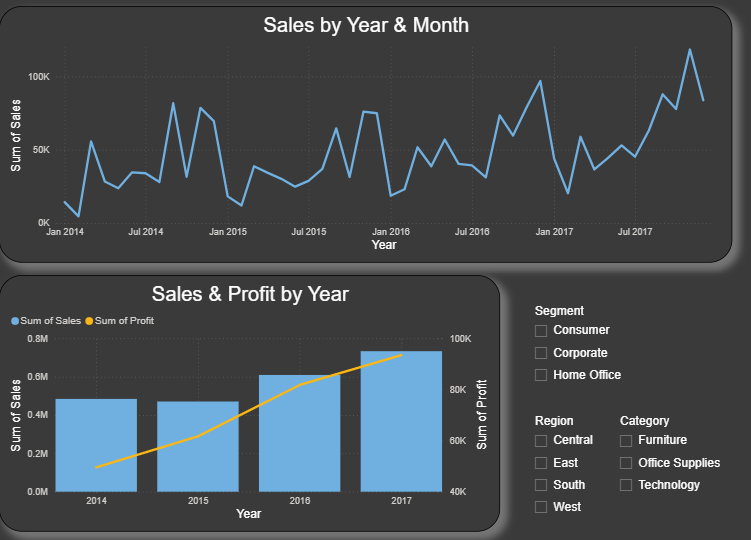 Sales by Year & Month
Sum of Sales
100K
50K
0K
Jan 2014 Jul 2014 Jan 2015 Jul 2015 Jan 2016 Jul 2016 Jan 2017 Jul 2017
Year
Sales & Profit by Year
Sum of Sales Sum of Profit
Sum of Sales
0.8M
0.6M
0.4M
0.2M
0.0M
100K
80K
60K
40K
Sum of Profit
2014 2015 2016 2017
Year
Segment
Consumer
Corporate
Home Office
Region
Central
East
South
West
Category
Furniture
Office Supplies
Technology